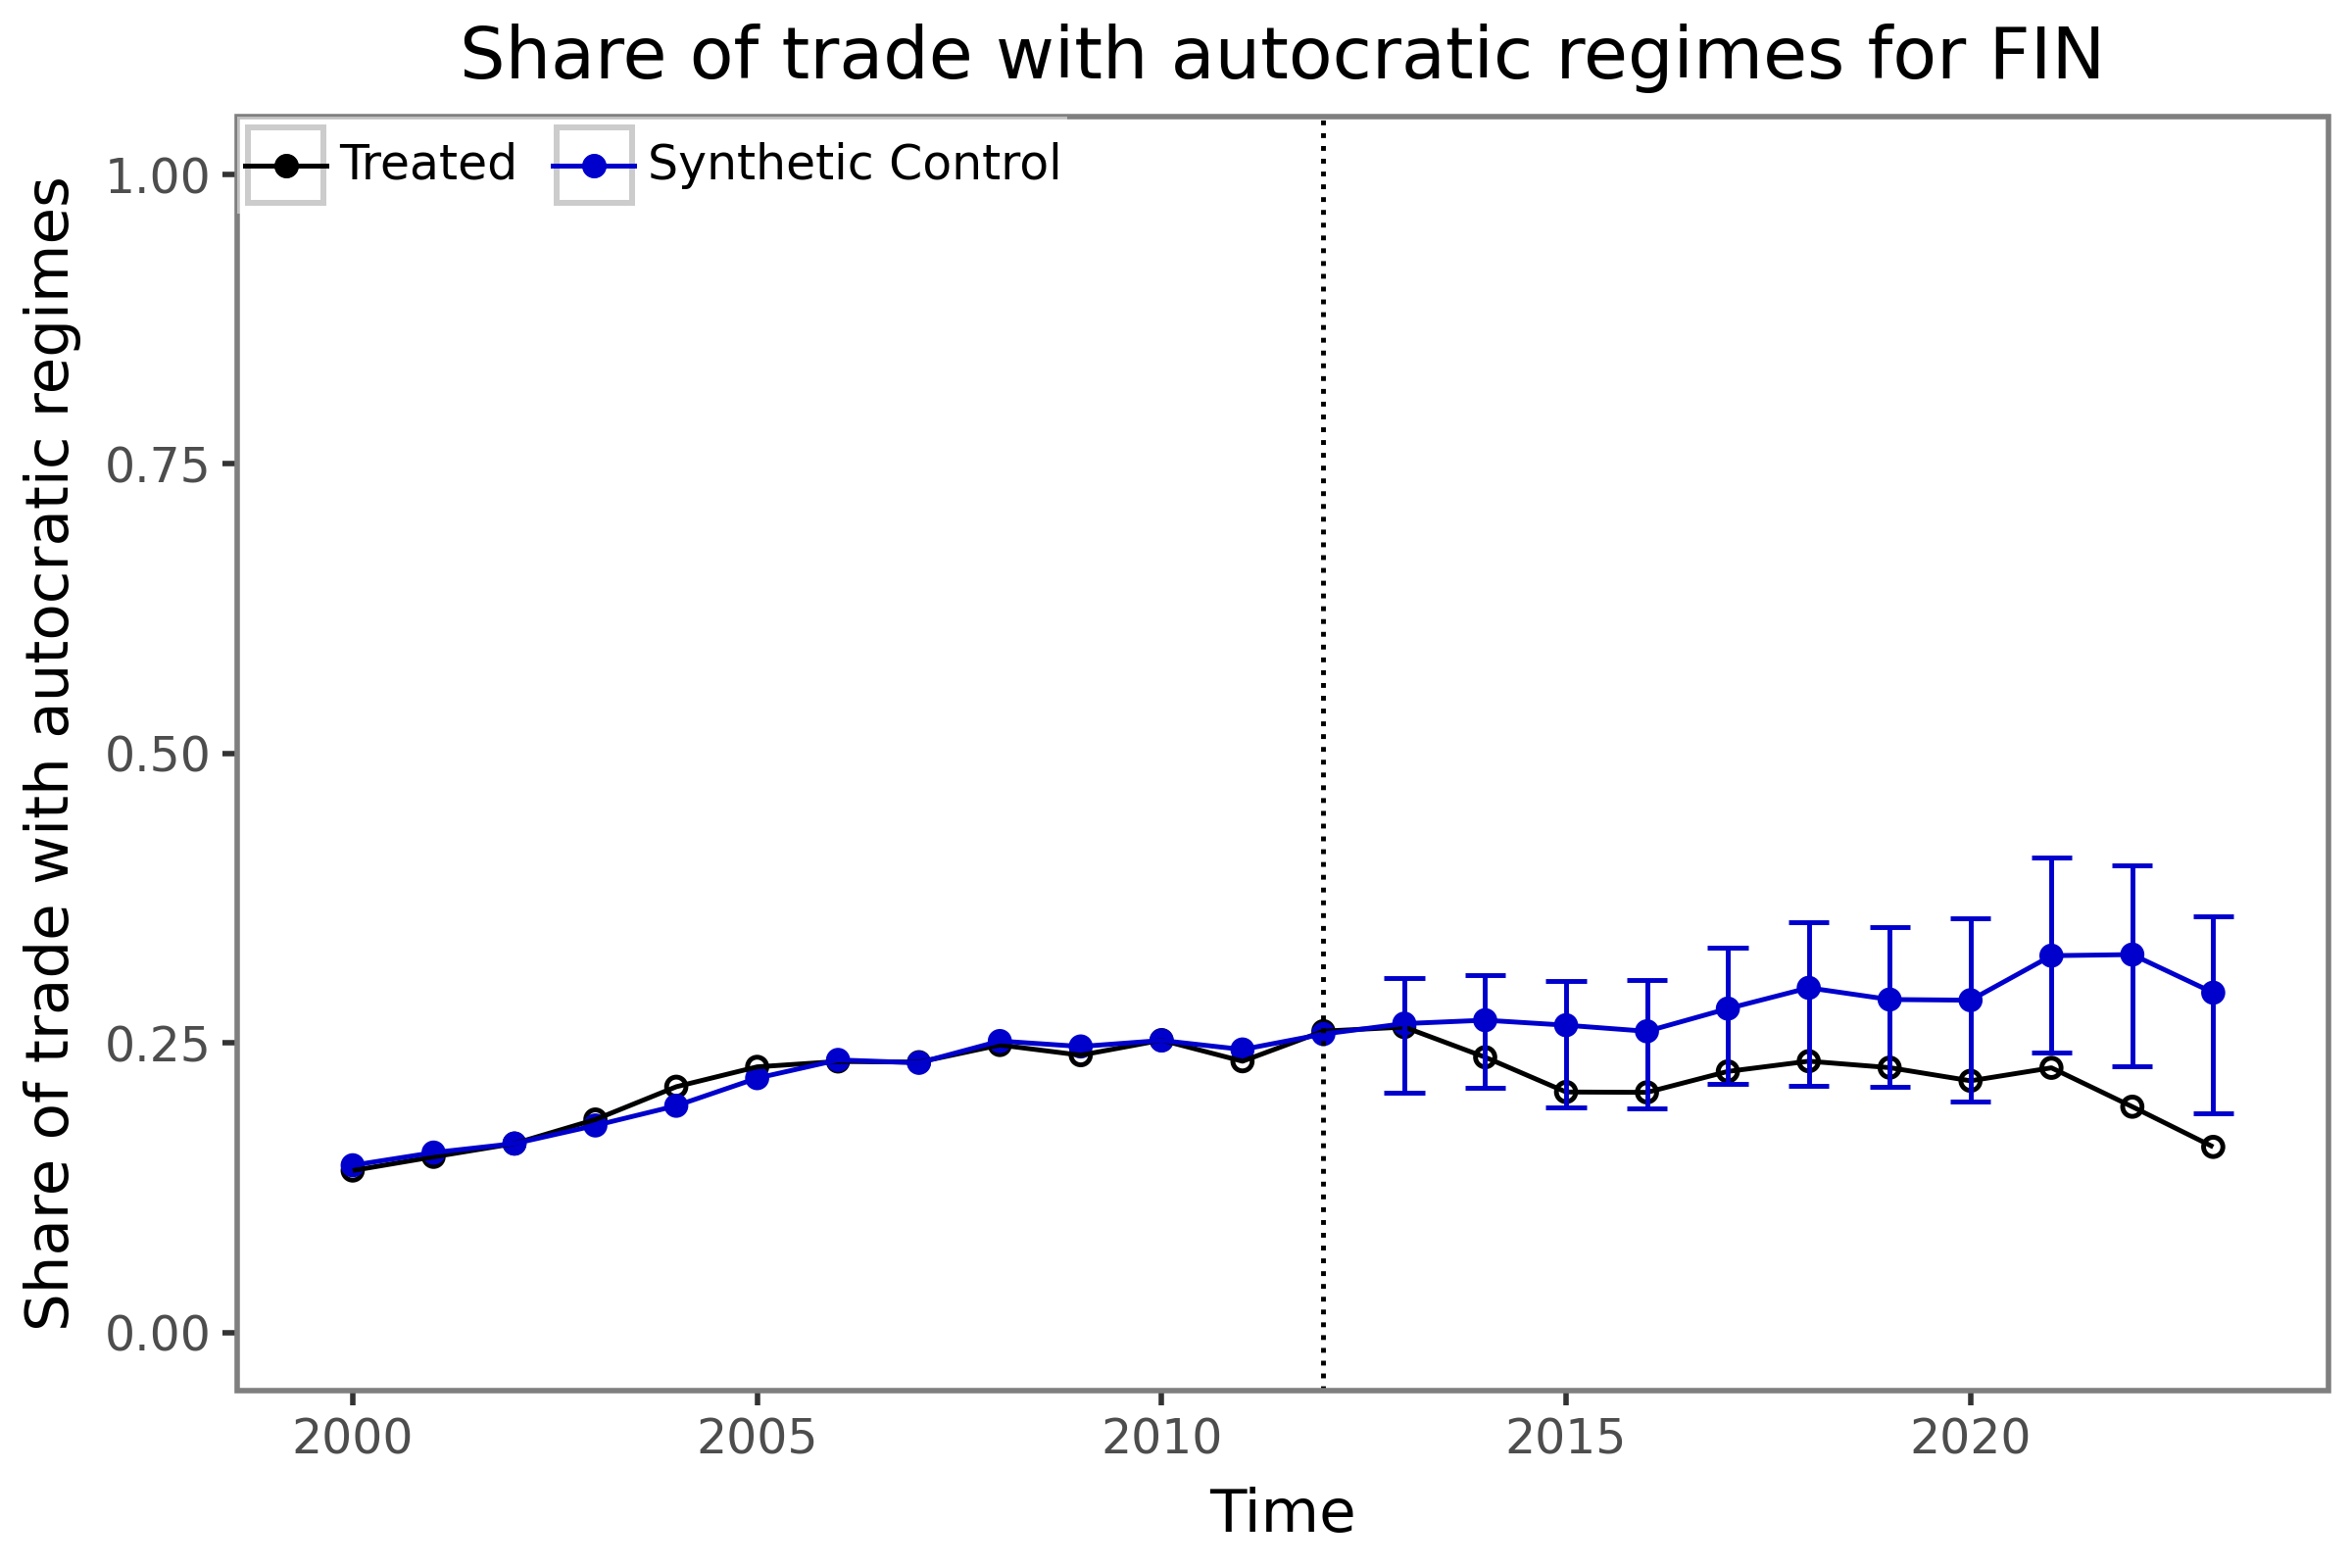 Share of trade with autocratic regimes for FIN
Treated
Synthetic Control
Share of trade with autocratic regimes
1.00
0.75
0.50
0.25
0.00
2000
2005
2010
2015
2020
Time